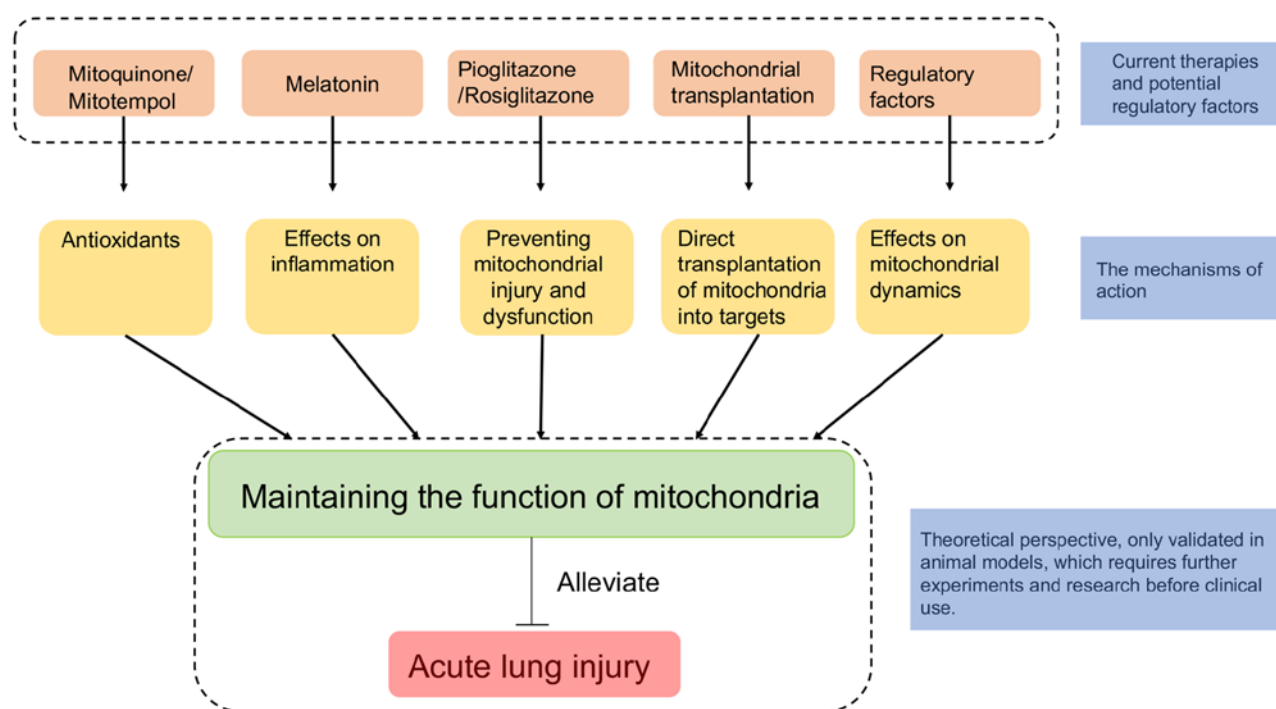 Mitoquinone/
Mitotempol
Melatonin
Pioglitazone
/Rosiglitazone
Mitochondrial
transplantation
Regulatory
factors
Current therapies
and potential
regulatory factors
Antioxidants
Effects on
inflammation
Preventing
mitochondrial
injury and
dysfunction
Direct
transplantation
of mitochondria
into targets
Effects on
mitochondrial
dynamics
The mechanisms of
action
Maintaining the function of mitochondria
Alleviate
Acute lung injury
Theoretical perspective, only validated in
animal models, which requires further
experiments and research before clinical
use.